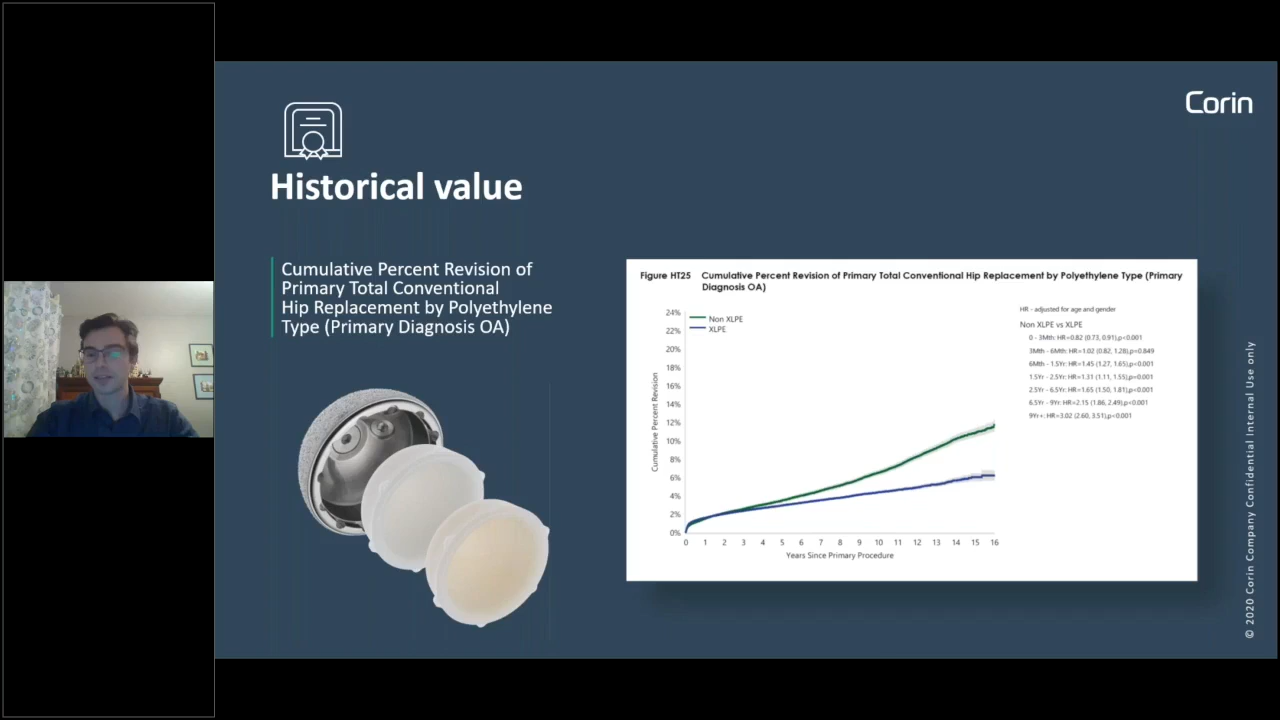 Corin
Historical value
Cumulative Percent Revision of
Primary Total Conventional
Hip Replacement by Polyethylene
Type (Primary Diagnosis OA)
Figure HT25 Cumulative Percent Revision of Primary Total Conventional Hip Replacement by Polyethylene Type (Primary
Diagnosis OA)
24%
22%
20%
18%
16%
14%
12%
10%
8%
6%
4%
2%
0%
Cumulative Percent Revision
Non XLPE
XLPE
0 1 2 3 4 5 6 7 8 9 10 11 12 13 14 15 16
Years Since Primary Procedure
HR - adjusted for age and gender
Non XLPE vs XLPE
0 - 3Mth: HR=0.82 (0.73, 0.91),p<0.001
3Mth - 6Mth: HR=1.02 (0.82, 1.28),p=0.849
6Mth - 1.5Yr: HR=1.45 (1.27, 1.65),p<0.001
1.5Yr - 2.5Yr: HR=1.31 (1.11, 1.55),p=0.001
2.5Yr - 6.5Yr: HR=1.65 (1.50, 1.81),p<0.001
6.5Yr - 9Yr: HR=2.15 (1.86, 2.49),p<0.001
9Yr+: HR=3.02 (2.60, 3.51),p<0.001
© 2020 Corin Company Confidential Internal Use only